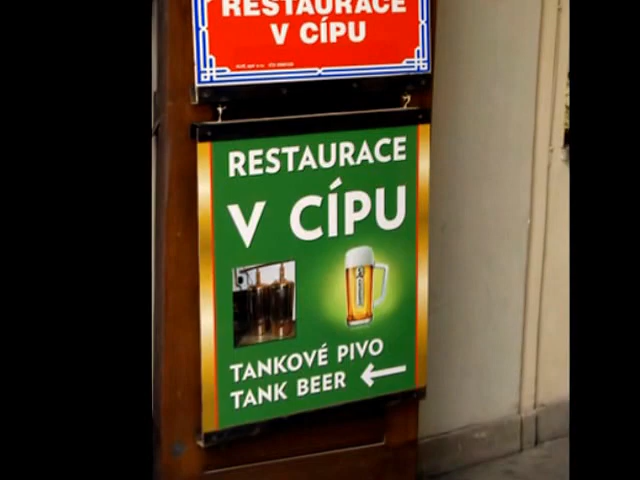 RESTAURACE
V CÍPU
RESTAURACE
V CÍPU
TANKOVÉ PIVO
TANK BEER